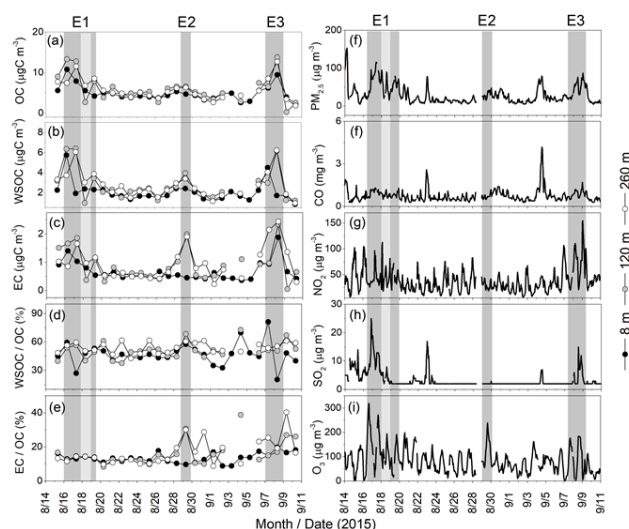 E1 E2 E3 E1 E2 E3
(a)
OC (µgC m⁻³)
20
10
0
(b)
WSOC (µgC m⁻³)
8
6
4
2
(c)
EC (µgC m⁻³)
2
1
0
(d)
WSOC / OC (%)
90
60
30
(e)
EC / OC (%)
40
20
0
8/14 8/16 8/18 8/20 8/22 8/24 8/26 8/28 8/30 9/1 9/3 9/5 9/7 9/9 9/11
(f)
PM2.5 (µg m⁻³)
200
100
0
(f)
CO (mg m⁻³)
6
4
2
0
(g)
NO₂ (µg m⁻³)
150
100
50
0
(h)
SO₂ (µg m⁻³)
25
20
15
10
5
0
(i)
O₃ (µg m⁻³)
300
200
100
0
8/14 8/16 8/18 8/20 8/22 8/24 8/26 8/28 8/30 9/1 9/3 9/5 9/7 9/9 9/11
Month / Date (2015)
8 m 120 m 260 m